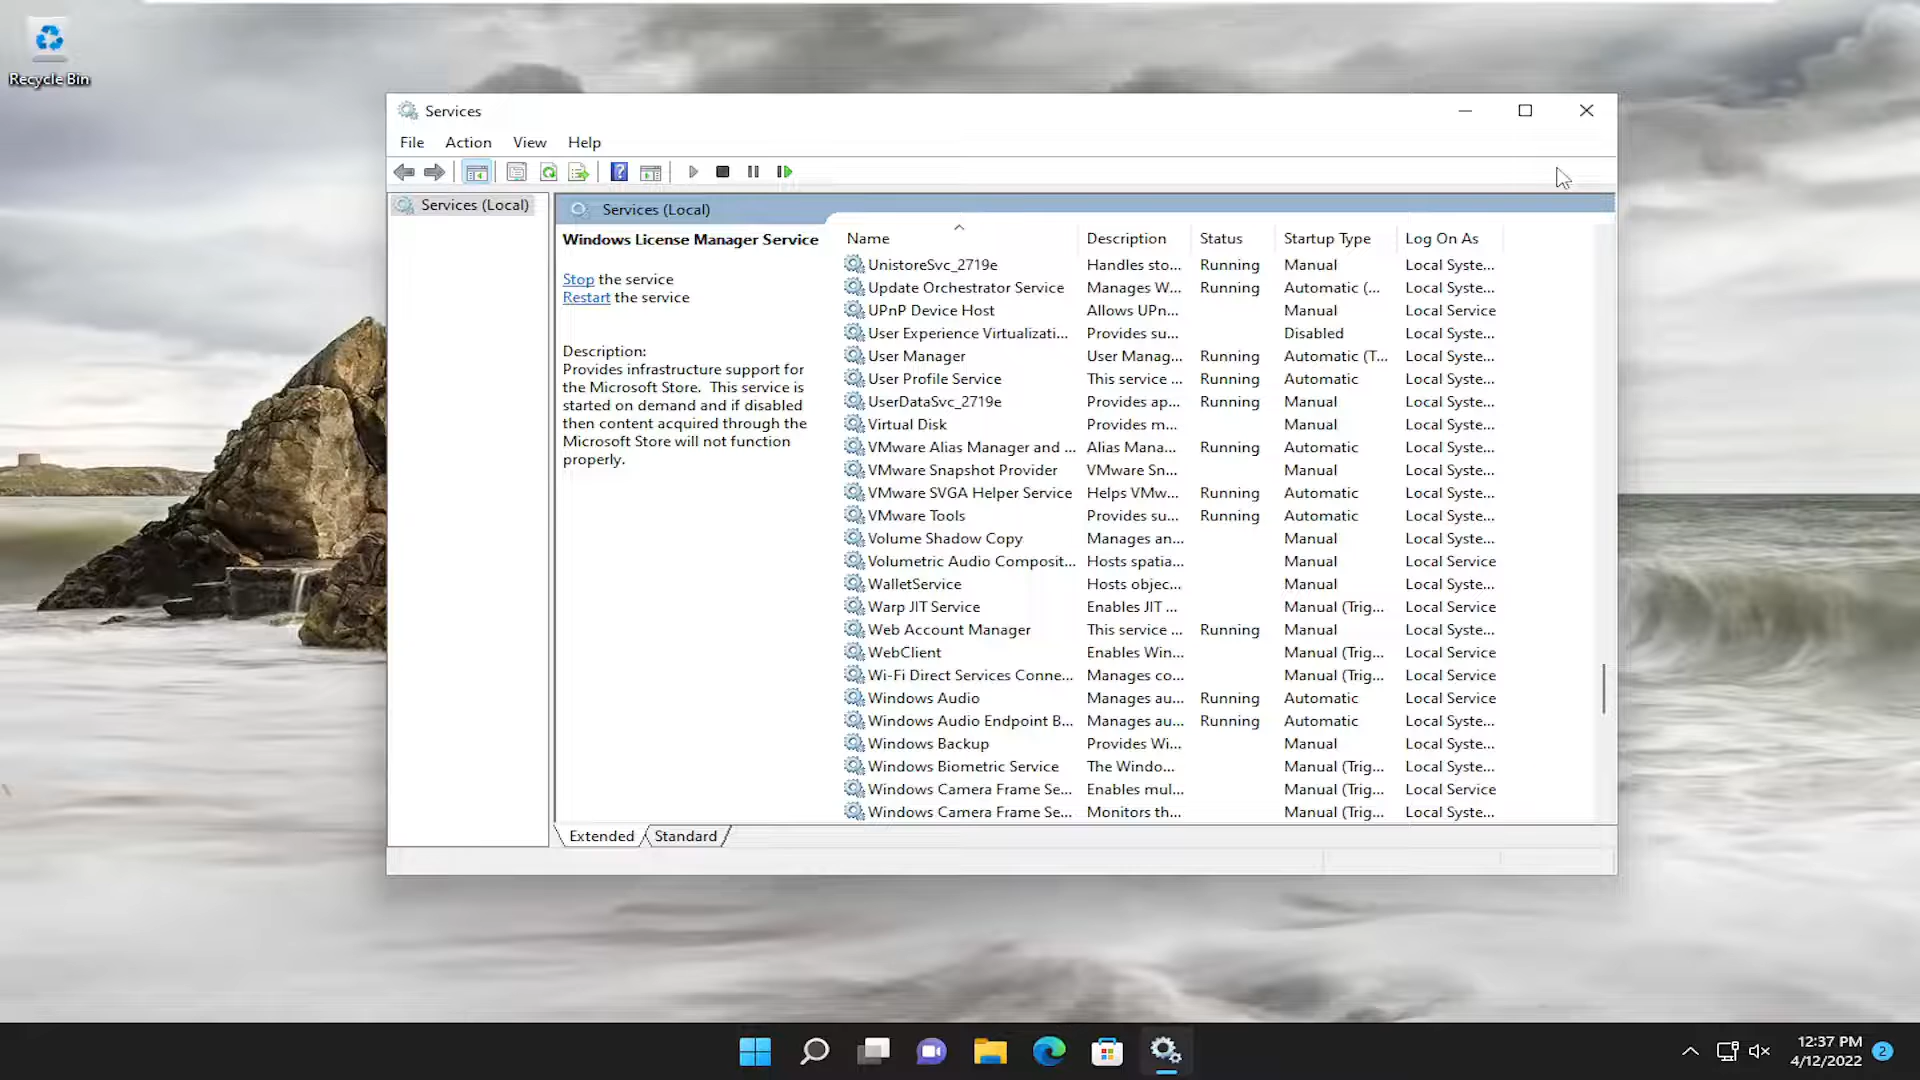 Recycle Bin
Services
File Action View Help
Services (Local)
Services (Local)
Windows License Manager Service
Stop the service
Restart the service
Description:
Provides infrastructure support for
the Microsoft Store. This service is
started on demand and if disabled
then content acquired through the
Microsoft Store will not function
properly.
Name Description Status Startup Type Log On As
UnistoreSvc_2719e Handles sto... Running Manual Local Syste...
Update Orchestrator Service Manages W... Running Automatic (... Local Syste...
UPnP Device Host Allows UPn... Manual Local Service
User Experience Virtualizati... Provides su... Disabled Local Syste...
User Manager User Manag... Running Automatic (T... Local Syste...
User Profile Service This service ... Running Automatic Local Syste...
UserDataSvc_2719e Provides ap... Running Manual Local Syste...
Virtual Disk Provides m... Manual Local Syste...
VMware Alias Manager and ... Alias Mana... Running Automatic Local Syste...
VMware Snapshot Provider VMware Sn... Manual Local Syste...
VMware SVGA Helper Service Helps VMw... Running Automatic Local Syste...
VMware Tools Provides su... Running Automatic Local Syste...
Volume Shadow Copy Manages an... Manual Local Syste...
Volumetric Audio Composit... Hosts spatia... Manual Local Service
WalletService Hosts objec... Manual Local Syste...
Warp JIT Service Enables JIT ... Manual (Trig... Local Service
Web Account Manager This service ... Running Manual Local Syste...
WebClient Enables Win... Manual (Trig... Local Service
Wi-Fi Direct Services Conne... Manages co... Manual (Trig... Local Service
Windows Audio Manages au... Running Automatic Local Service
Windows Audio Endpoint B... Manages au... Running Automatic Local Syste...
Windows Backup Provides Wi... Manual Local Syste...
Windows Biometric Service The Windo... Manual (Trig... Local Syste...
Windows Camera Frame Se... Enables mul... Manual (Trig... Local Service
Windows Camera Frame Se... Monitors th... Manual (Trig... Local Syste...
Extended Standard
12:37 PM
4/12/2022
2